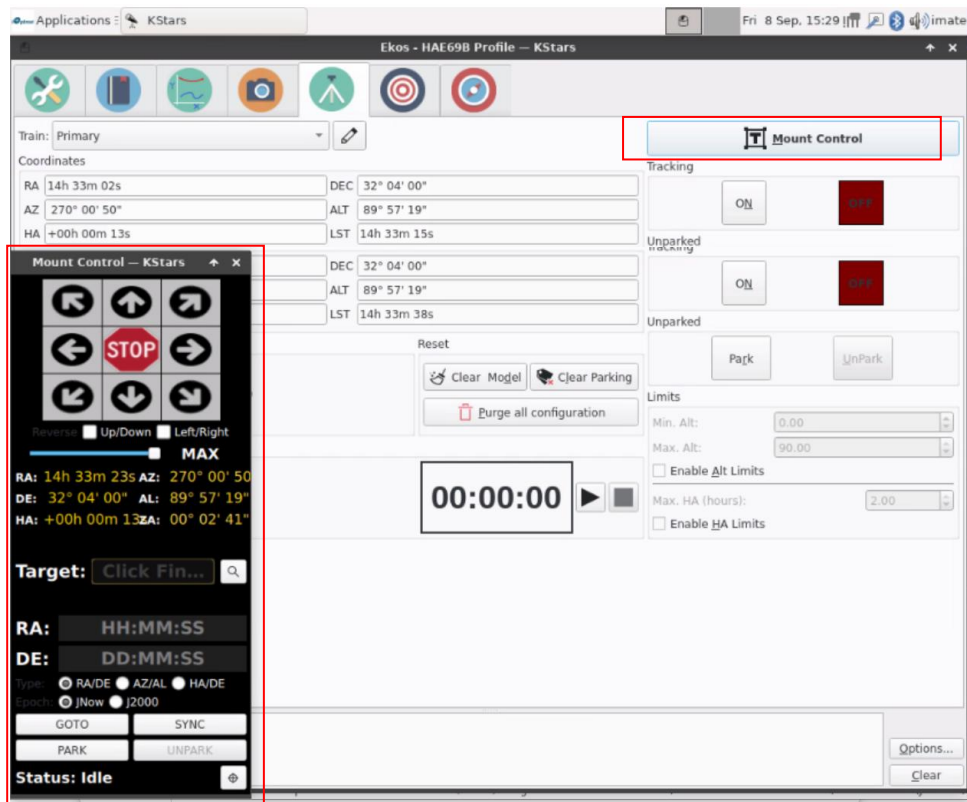 Applications KStars Fri 8 Sep, 15:29 imate
Ekos - HAE69B Profile — KStars
Train: Primary
Mount Control
Coordinates
Tracking
RA 14h 33m 02s DEC 32° 04' 00"
AZ 270° 00' 50" ALT 89° 57' 19"
HA +00h 00m 13s LST 14h 33m 15s
ON OFF
Unparked
Tracking
DEC 32° 04' 00"
ALT 89° 57' 19"
LST 14h 33m 38s
ON OFF
Unparked
Reset
Clear Model Clear Parking
Purge all configuration
Park UnPark
Limits
Min. Alt: 0.00
Max. Alt: 90.00
Enable Alt Limits
Max. HA (hours): 2.00
Enable HA Limits
00:00:00
Mount Control — KStars
STOP
Reverse Up/Down Left/Right
MAX
RA: 14h 33m 23s AZ: 270° 00' 50
DE: 32° 04' 00" AL: 89° 57' 19"
HA: +00h 00m 13 ZA: 00° 02' 41"
Target: Click Fin...
RA: HH:MM:SS
DE: DD:MM:SS
Type: RA/DE AZ/AL HA/DE
Epoch: JNow J2000
GOTO SYNC
PARK UNPARK
Status: Idle
Options...
Clear